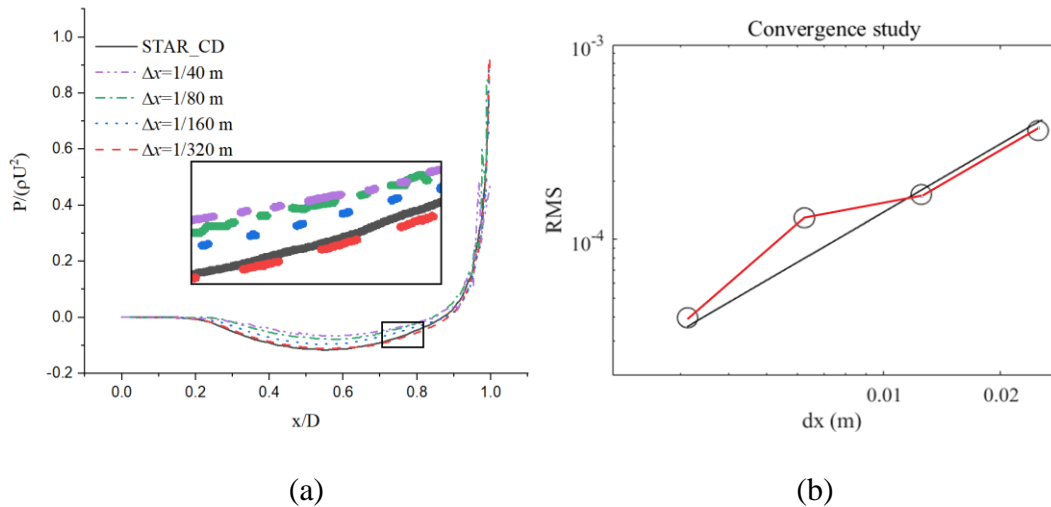 1.0
0.8
0.6
0.4
0.2
0.0
-0.2
P/(ρU²)
STAR_CD
Δx=1/40 m
Δx=1/80 m
Δx=1/160 m
Δx=1/320 m
0.0 0.2 0.4 0.6 0.8 1.0
x/D
(a)
Convergence study
10⁻³
10⁻⁴
RMS
0.01 0.02
dx (m)
(b)